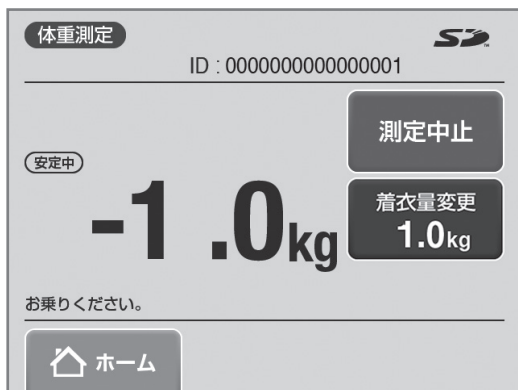 体重測定
SD
ID : 0000000000000001
測定中止
安定中
-1 .0kg
着衣量変更
1.0kg
お乗りください。
ホーム